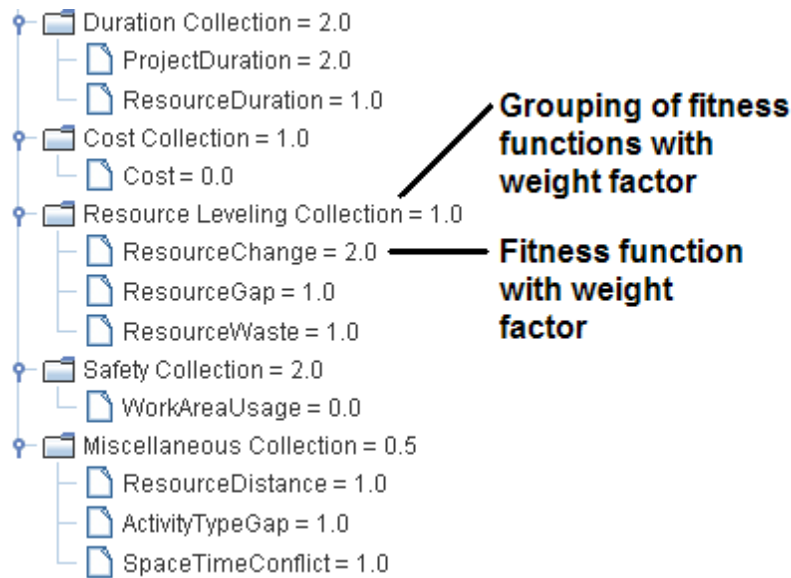 Duration Collection = 2.0
ProjectDuration = 2.0
ResourceDuration = 1.0
Cost Collection = 1.0
Cost = 0.0
Resource Leveling Collection = 1.0
ResourceChange = 2.0
ResourceGap = 1.0
ResourceWaste = 1.0
Safety Collection = 2.0
WorkAreaUsage = 0.0
Miscellaneous Collection = 0.5
ResourceDistance = 1.0
ActivityTypeGap = 1.0
SpaceTimeConflict = 1.0
Grouping of fitness
functions with
weight factor
Fitness function
with weight
factor